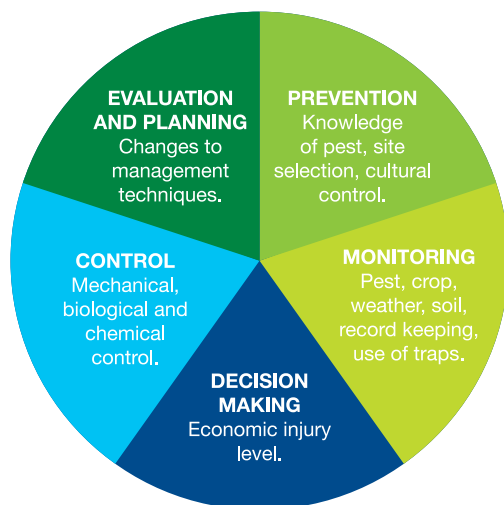 EVALUATION
AND PLANNING
Changes to
management
techniques.
PREVENTION
Knowledge
of pest, site
selection, cultural
control.
MONITORING
Pest, crop,
weather, soil,
record keeping,
use of traps.
DECISION
MAKING
Economic injury
level.
CONTROL
Mechanical,
biological and
chemical
control.